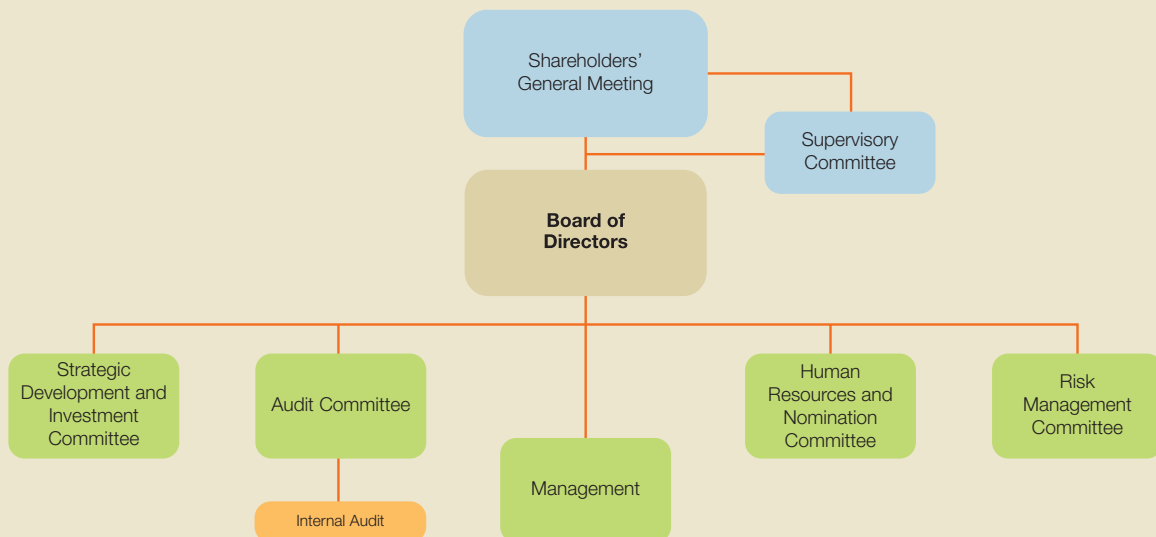 Shareholders’
General Meeting
Supervisory
Committee
Board of
Directors
Strategic
Development and
Investment
Committee
Audit Committee
Management
Human
Resources and
Nomination
Committee
Risk
Management
Committee
Internal Audit